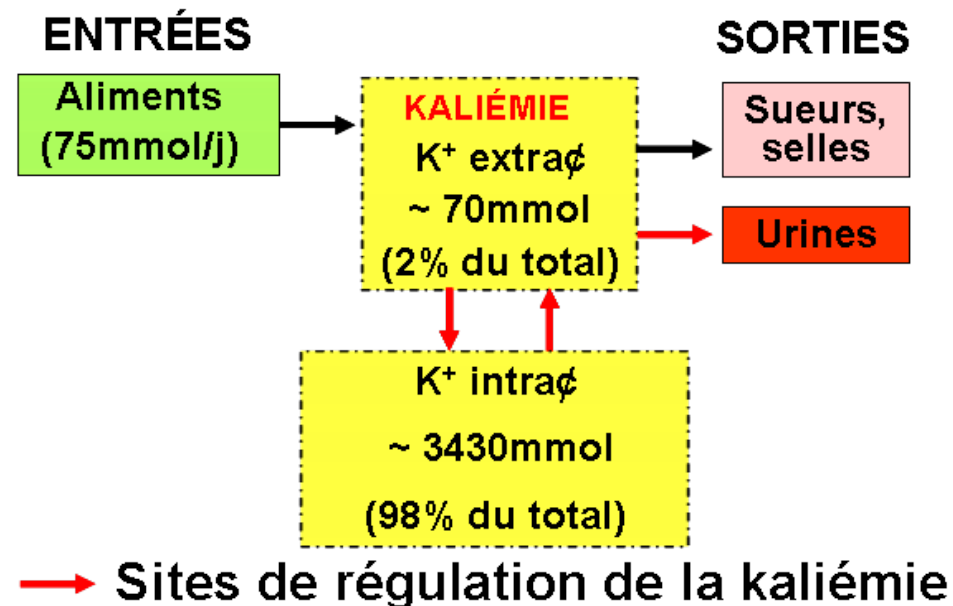 ENTRÉES
Aliments
(75mmol/j)
KALIÉMIE
K⁺ extra¢
~ 70mmol
(2% du total)
SORTIES
Sueurs,
selles
Urines
K⁺ intra¢
~ 3430mmol
(98% du total)
Sites de régulation de la kaliémie